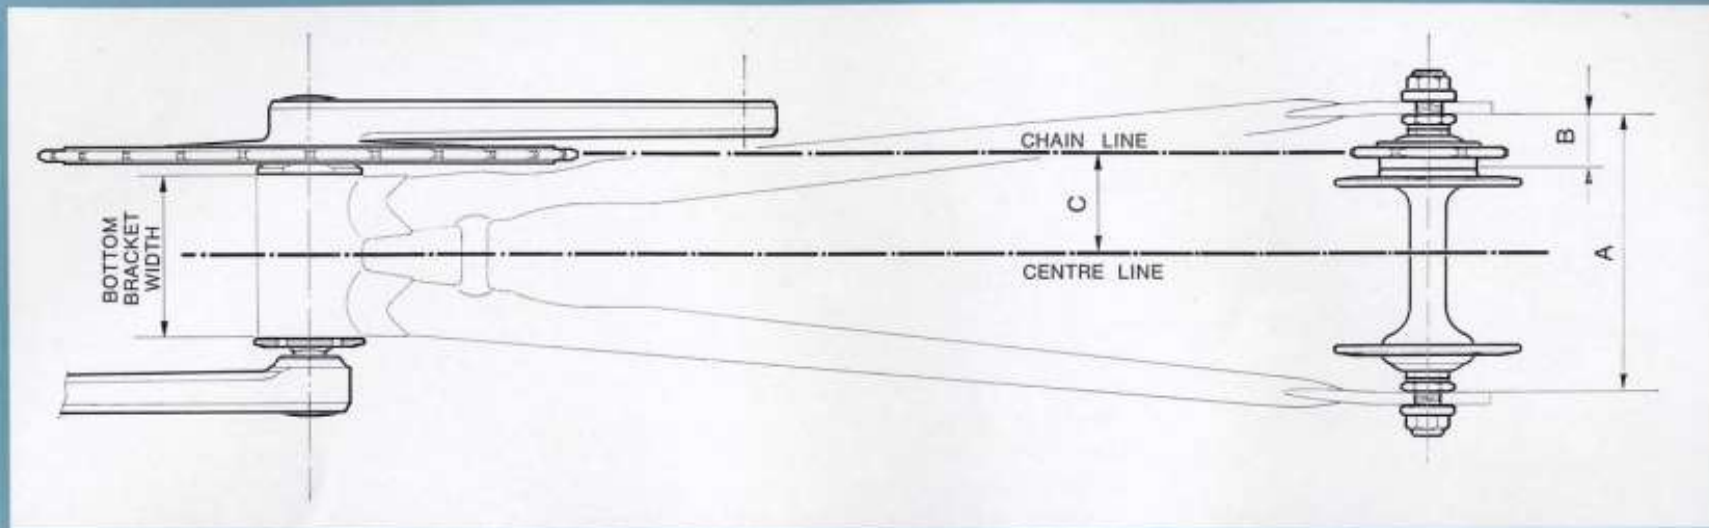 BOTTOM
BRACKET
WIDTH
CHAIN LINE
C
CENTRE LINE
B
A